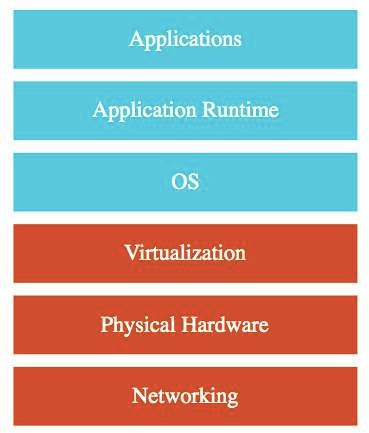 Applications
Application Runtime
OS
Virtualization
Physical Hardware
Networking